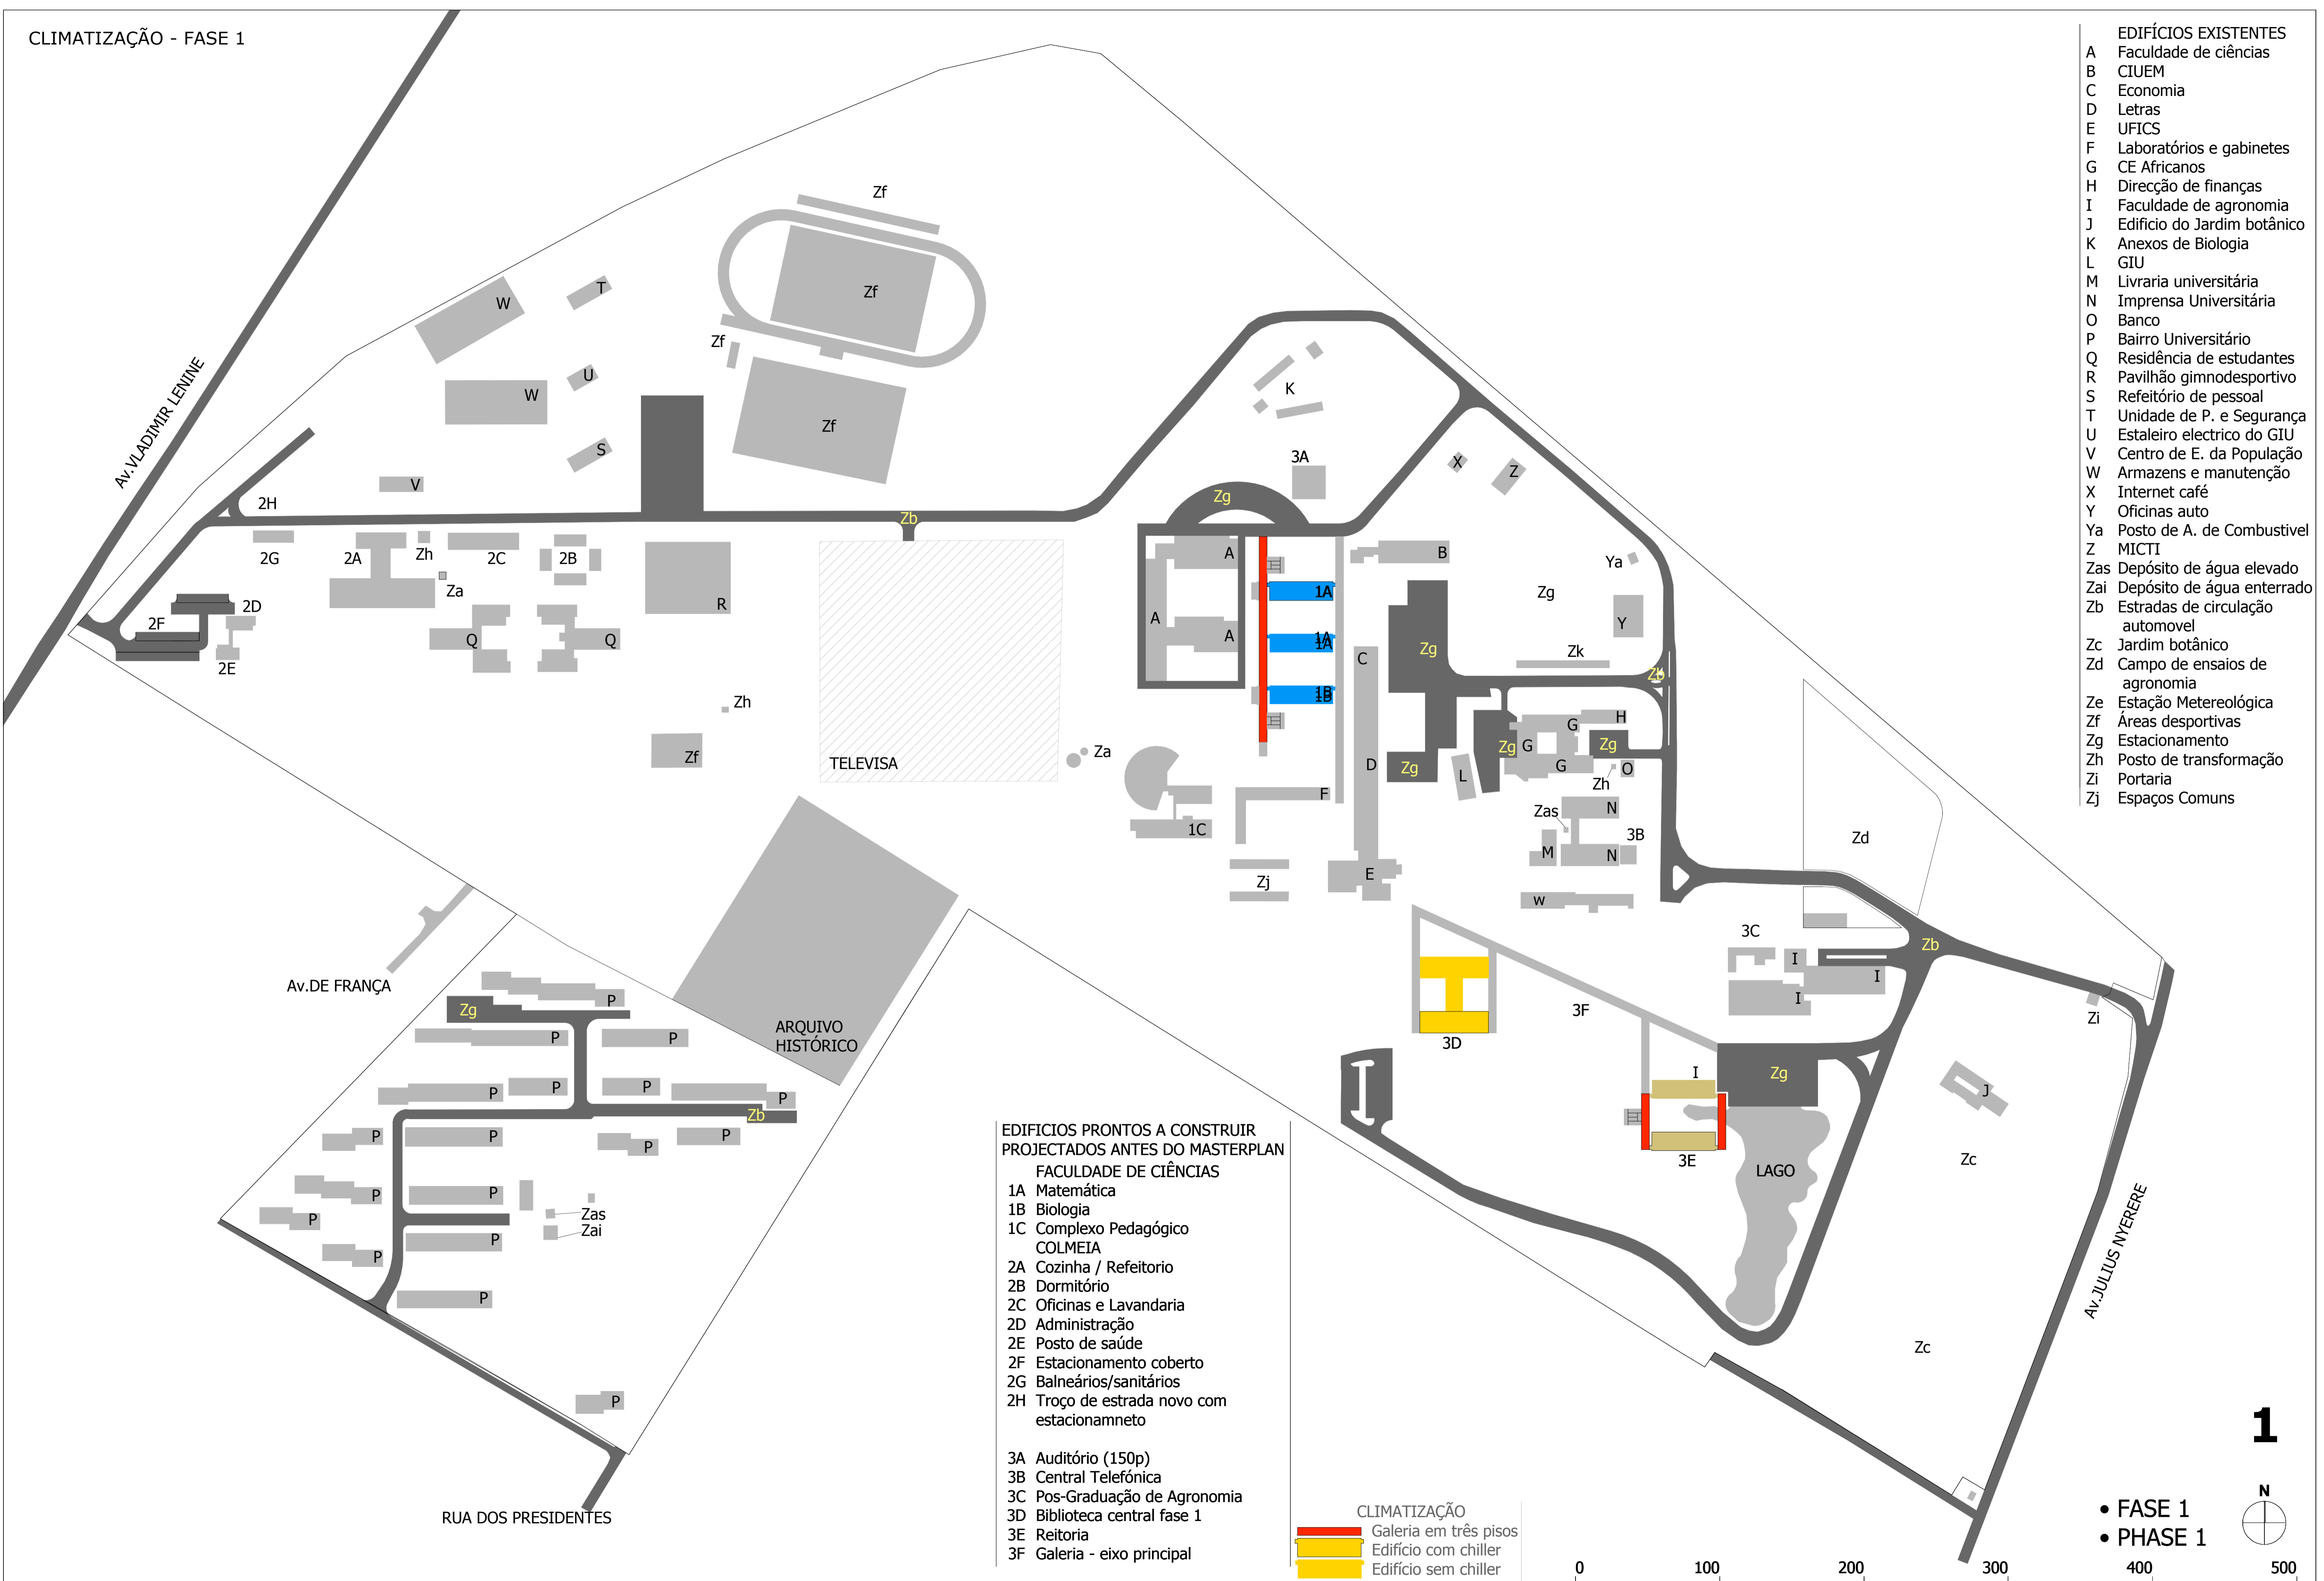 CLIMATIZAÇÃO - FASE 1
EDIFÍCIOS EXISTENTES
A Faculdade de ciências
B CIUEM
C Economia
D Letras
E UFICS
F Laboratórios e gabinetes
G CE Africanos
H Direcção de finanças
I Faculdade de agronomia
J Edificio do Jardim botânico
K Anexos de Biologia
L GIU
M Livraria universitária
N Imprensa Universitária
O Banco
P Bairro Universitário
Q Residência de estudantes
R Pavilhão gimnodesportivo
S Refeitório de pessoal
T Unidade de P. e Segurança
U Estaleiro electrico do GIU
V Centro de E. da População
W Armazens e manutenção
X Internet café
Y Oficinas auto
Ya Posto de A. de Combustivel
Z MICTI
Zas Depósito de água elevado
Zai Depósito de água enterrado
Zb Estradas de circulação
automovel
Zc Jardim botânico
Zd Campo de ensaios de
agronomia
Ze Estação Metereológica
Zf Áreas desportivas
Zg Estacionamento
Zh Posto de transformação
Zi Portaria
Zj Espaços Comuns
Av.VLADIMIR LENINE
Zf
Zf
Zf
Zf
W
T
W
U
S
V
2H
Zb
2G
2A
Zh
2C
2B
Za
R
2D
2F
2E
Q
Q
Zh
Zf
TELEVISA
Za
K
3A
X
Z
Zg
A
A
A
1A
1A
1A
1B
1B
B
Ya
Zg
Y
C
Zg
Zk
Zb
H
G
G
G
Zg
Zg
Zg
D
L
O
Zh
F
1C
Zas
N
3B
M
N
Zj
E
w
Zd
3C
I
I
I
Zb
Zi
3D
3F
I
Zg
J
3E
LAGO
Zc
Zc
Av.JULIUS NYERERE
Av.DE FRANÇA
ARQUIVO
HISTÓRICO
P
Zg
P
P
P
P
P
P
Zb
P
P
P
P
P
P
P
P
Zas
Zai
P
P
P
P
RUA DOS PRESIDENTES
EDIFICIOS PRONTOS A CONSTRUIR
PROJECTADOS ANTES DO MASTERPLAN
FACULDADE DE CIÊNCIAS
1A Matemática
1B Biologia
1C Complexo Pedagógico
COLMEIA
2A Cozinha / Refeitorio
2B Dormitório
2C Oficinas e Lavandaria
2D Administração
2E Posto de saúde
2F Estacionamento coberto
2G Balneários/sanitários
2H Troço de estrada novo com
estacionamneto
3A Auditório (150p)
3B Central Telefónica
3C Pos-Graduação de Agronomia
3D Biblioteca central fase 1
3E Reitoria
3F Galeria - eixo principal
CLIMATIZAÇÃO
Galeria em três pisos
Edifício com chiller
Edifício sem chiller
1
N
• FASE 1
• PHASE 1
0 100 200 300 400 500